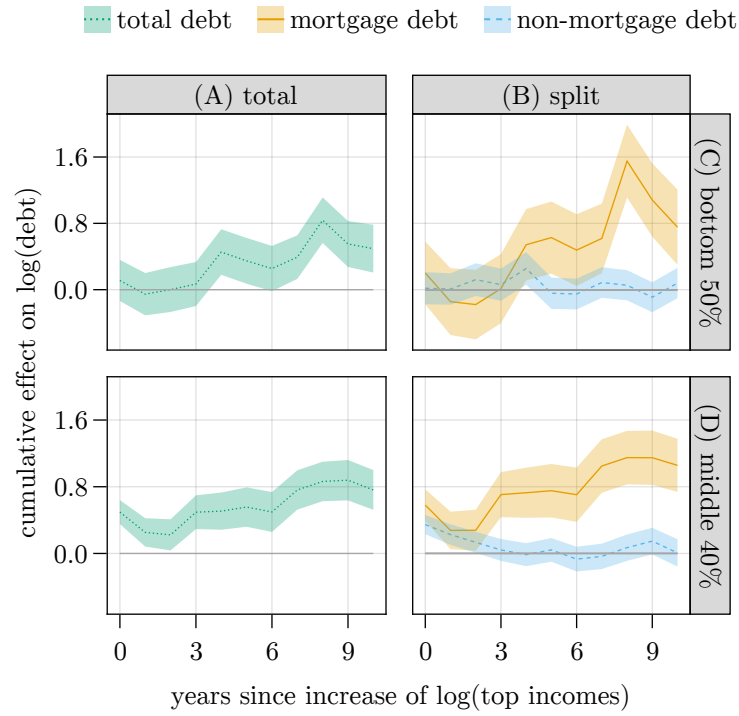 total debt mortgage debt non-mortgage debt
(A) total (B) split
cumulative effect on log(debt)
1.6
0.8
0.0
(C) bottom 50%
1.6
0.8
0.0
(D) middle 40%
0 3 6 9 0 3 6 9
years since increase of log(top incomes)